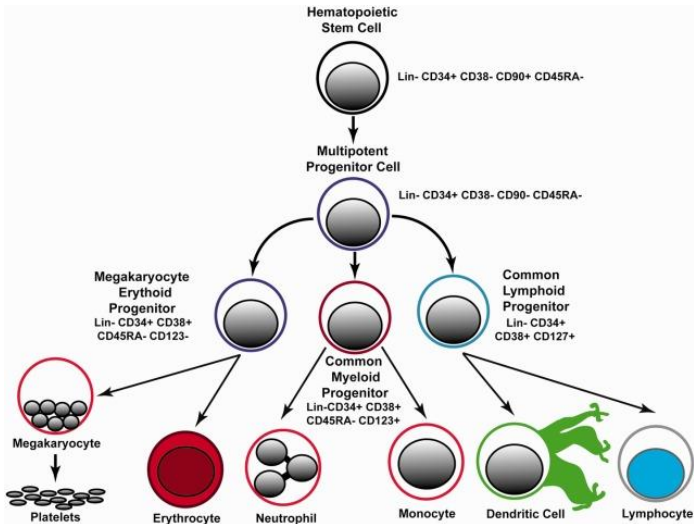 Hematopoietic
Stem Cell
Lin- CD34+ CD38- CD90+ CD45RA-
Multipotent
Progenitor Cell
Lin- CD34+ CD38- CD90- CD45RA-
Megakaryocyte
Erythoid
Progenitor
Lin- CD34+ CD38+
CD45RA- CD123-
Common
Lymphoid
Progenitor
Lin- CD34+
CD38+ CD127+
Common
Myeloid
Progenitor
Lin-CD34+ CD38+
CD45RA- CD123+
Megakaryocyte
Platelets
Erythrocyte
Neutrophil
Monocyte
Dendritic Cell
Lymphocyte